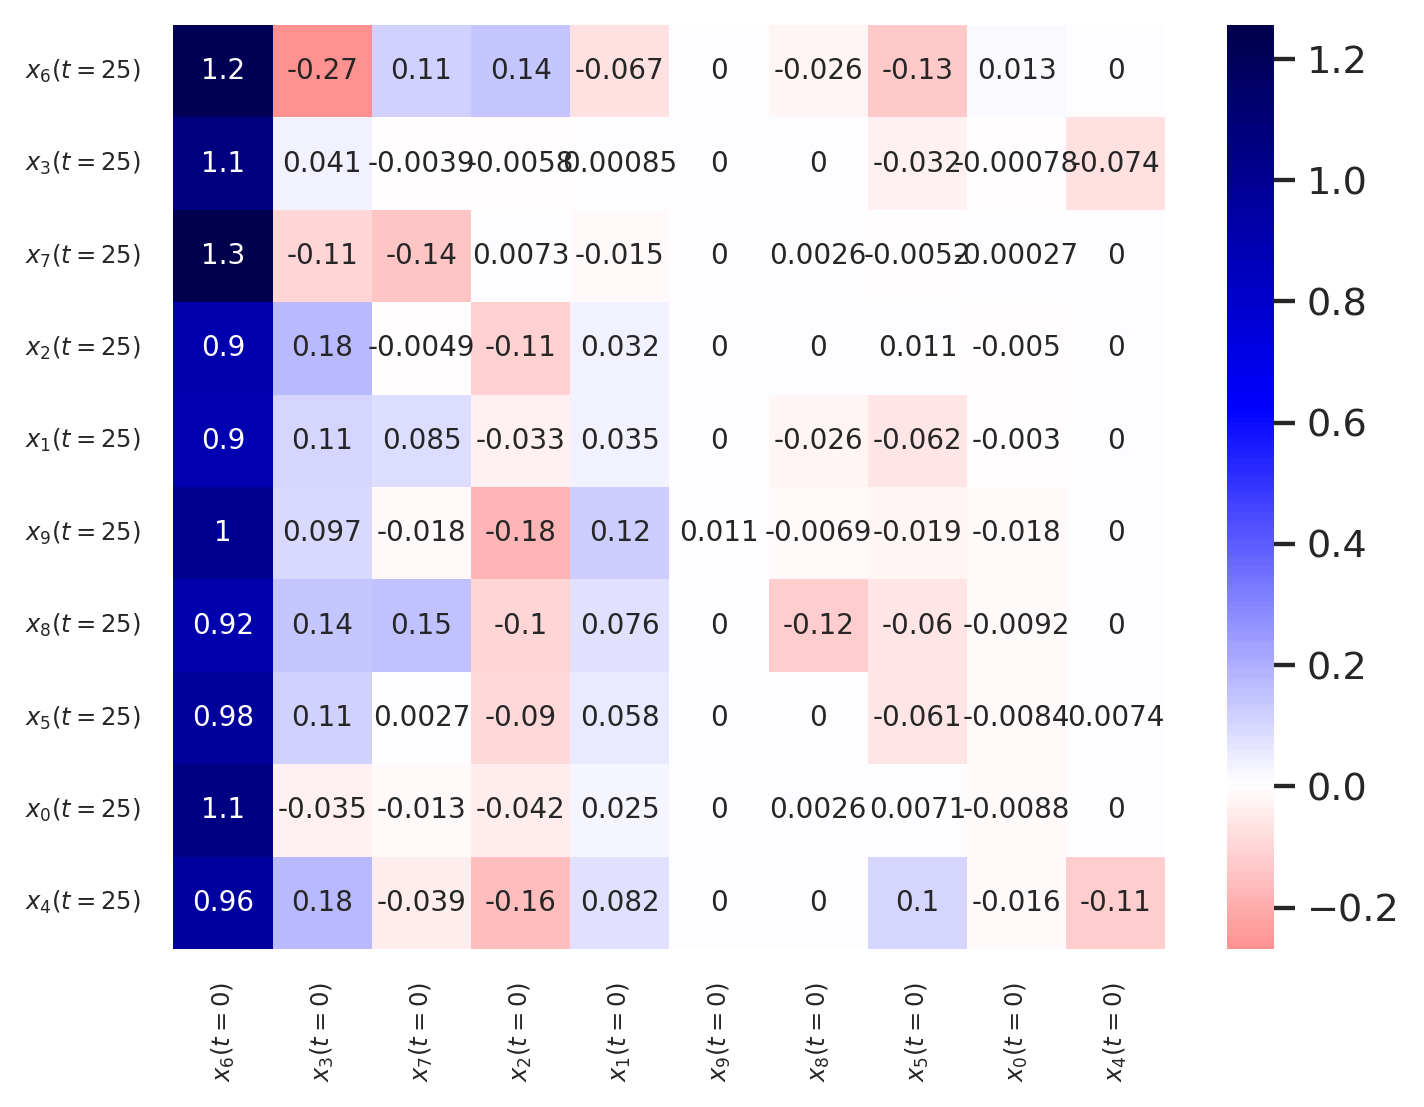 x₆(t = 25) 1.2 -0.27 0.11 0.14 -0.067 0 -0.026 -0.13 0.013 0
x₃(t = 25) 1.1 0.041 -0.0039 -0.0058 0.00085 0 0 -0.032 -0.00078 -0.074
x₇(t = 25) 1.3 -0.11 -0.14 0.0073 -0.015 0 0.0026 -0.0052 -0.00027 0
x₂(t = 25) 0.9 0.18 -0.0049 -0.11 0.032 0 0 0.011 -0.005 0
x₁(t = 25) 0.9 0.11 0.085 -0.033 0.035 0 -0.026 -0.062 -0.003 0
x₉(t = 25) 1 0.097 -0.018 -0.18 0.12 0.011 -0.0069 -0.019 -0.018 0
x₈(t = 25) 0.92 0.14 0.15 -0.1 0.076 0 -0.12 -0.06 -0.0092 0
x₅(t = 25) 0.98 0.11 0.0027 -0.09 0.058 0 0 -0.061 -0.0084 0.0074
x₀(t = 25) 1.1 -0.035 -0.013 -0.042 0.025 0 0.0026 0.0071 -0.0088 0
x₄(t = 25) 0.96 0.18 -0.039 -0.16 0.082 0 0 0.1 -0.016 -0.11
x₆(t = 0)
x₃(t = 0)
x₇(t = 0)
x₂(t = 0)
x₁(t = 0)
x₉(t = 0)
x₈(t = 0)
x₅(t = 0)
x₀(t = 0)
x₄(t = 0)
1.2
1.0
0.8
0.6
0.4
0.2
0.0
−0.2